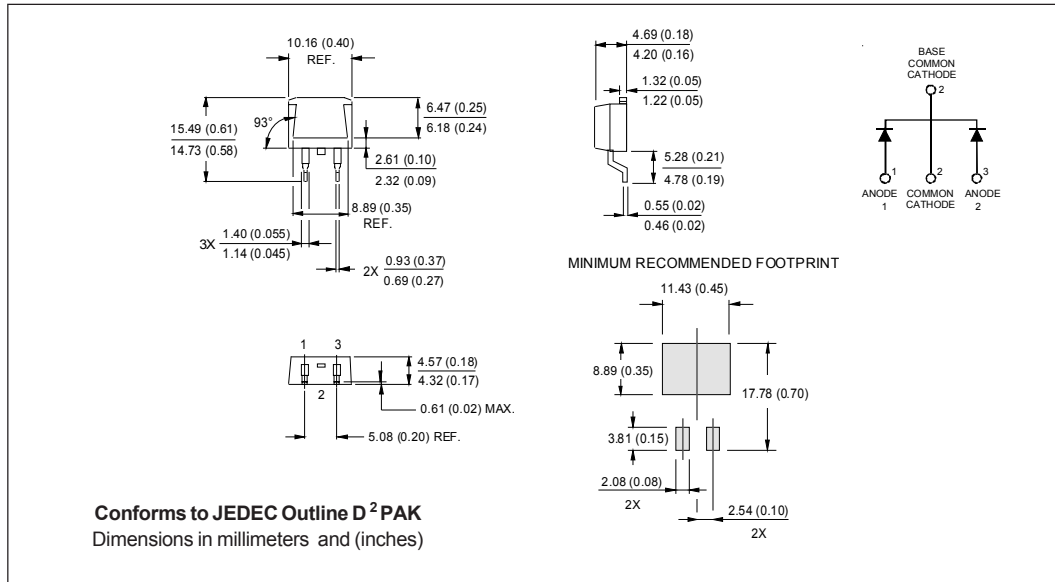 10.16 (0.40)
REF.
15.49 (0.61)
14.73 (0.58)
93°
6.47 (0.25)
6.18 (0.24)
2.61 (0.10)
2.32 (0.09)
8.89 (0.35)
REF.
3X
1.40 (0.055)
1.14 (0.045)
2X
0.93 (0.37)
0.69 (0.27)
4.69 (0.18)
4.20 (0.16)
1.32 (0.05)
1.22 (0.05)
5.28 (0.21)
4.78 (0.19)
0.55 (0.02)
0.46 (0.02)
BASE
COMMON
CATHODE
2
1 2 3
ANODE COMMON ANODE
1 CATHODE 2
1 3
2
4.57 (0.18)
4.32 (0.17)
0.61 (0.02) MAX.
5.08 (0.20) REF.
MINIMUM RECOMMENDED FOOTPRINT
11.43 (0.45)
8.89 (0.35)
17.78 (0.70)
3.81 (0.15)
2.08 (0.08)
2X
2.54 (0.10)
2X
Conforms to JEDEC Outline D 2 PAK
Dimensions in millimeters and (inches)